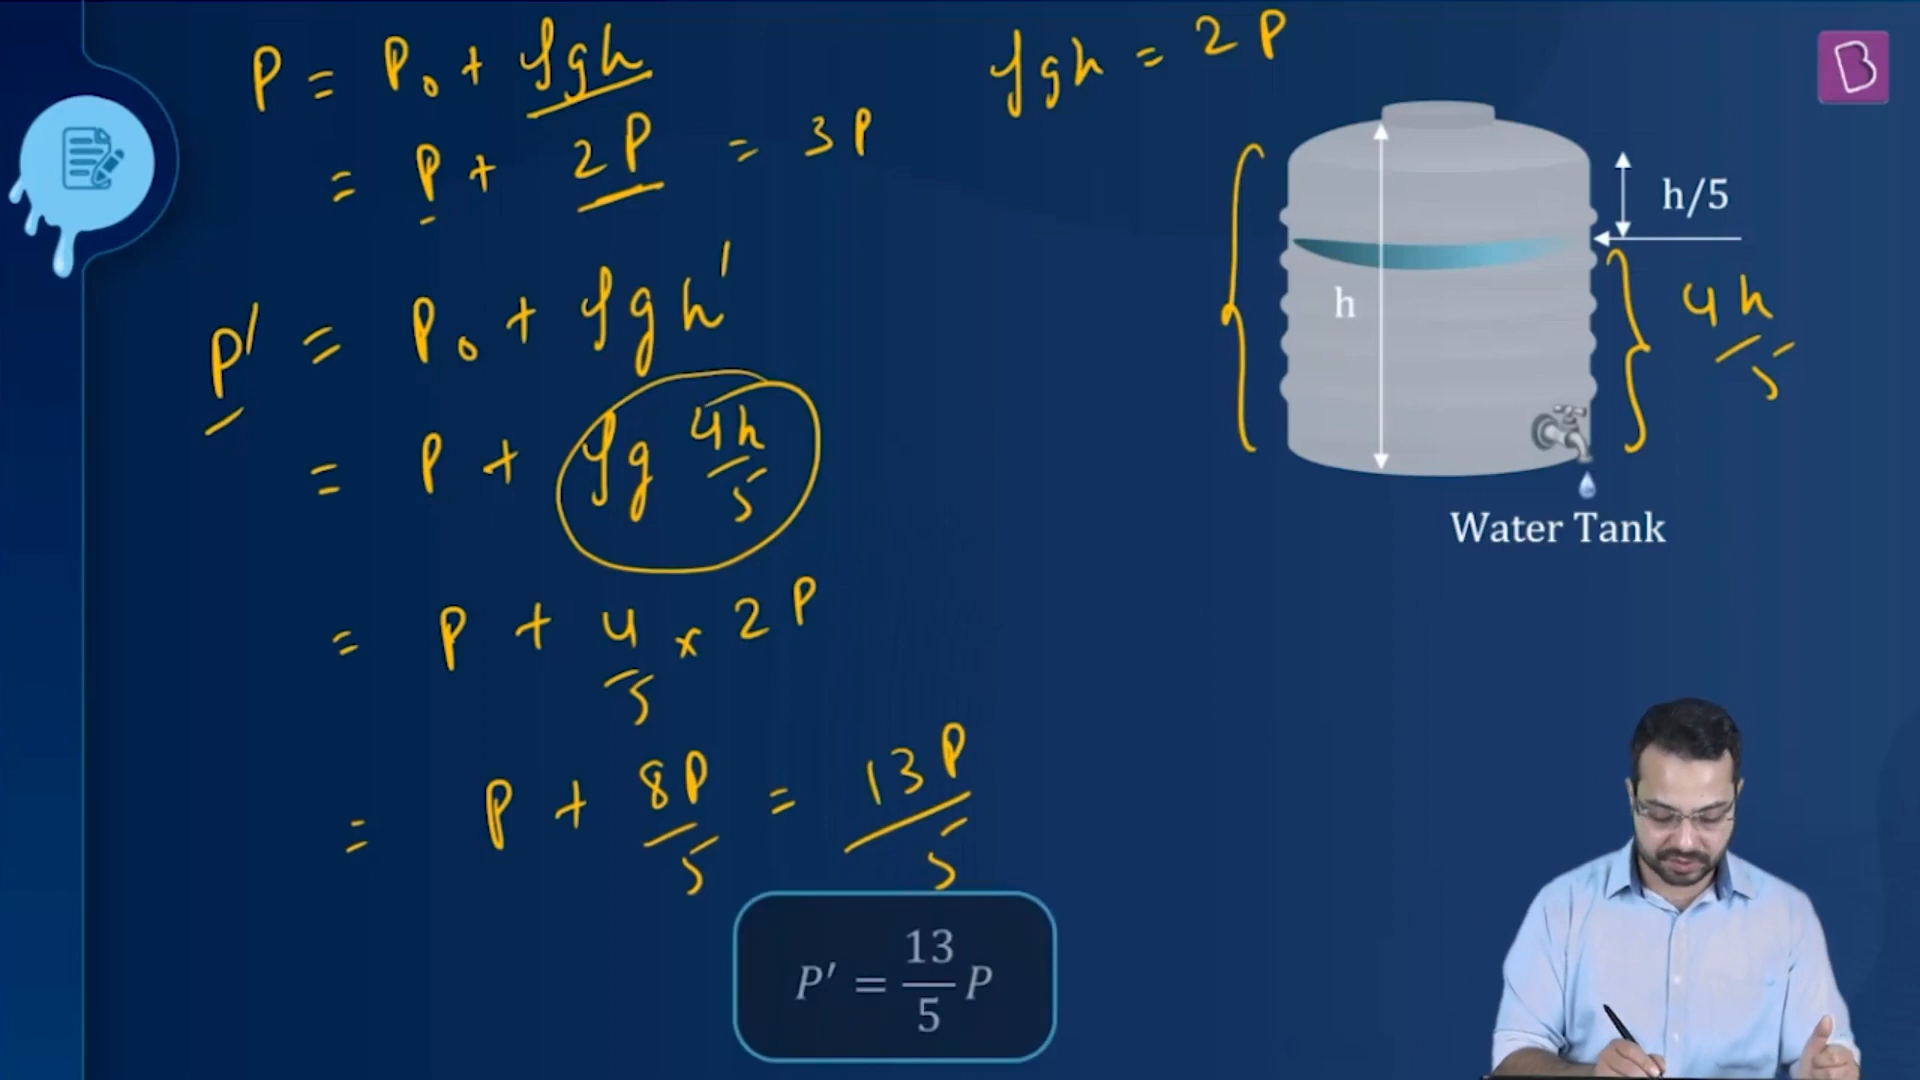 P = P₀ + ρgh
= P + 2P = 3P
ρgh = 2P
P' = P₀ + ρgh'
= P + ρg 4h/5
= P + 4/5 × 2P
= P + 8P/5 = 13P/5
P′ = 13/5 P
h/5
h
4h/5
Water Tank
B